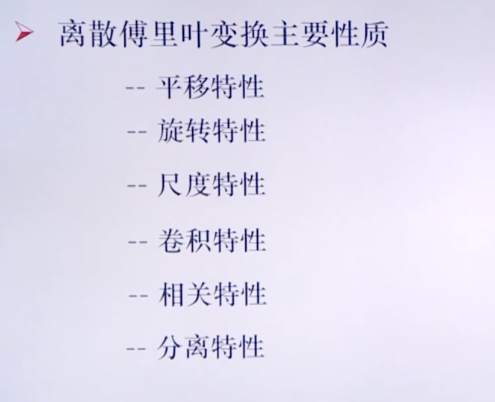 离散傅里叶变换主要性质
-- 平移特性
-- 旋转特性
-- 尺度特性
-- 卷积特性
-- 相关特性
-- 分离特性